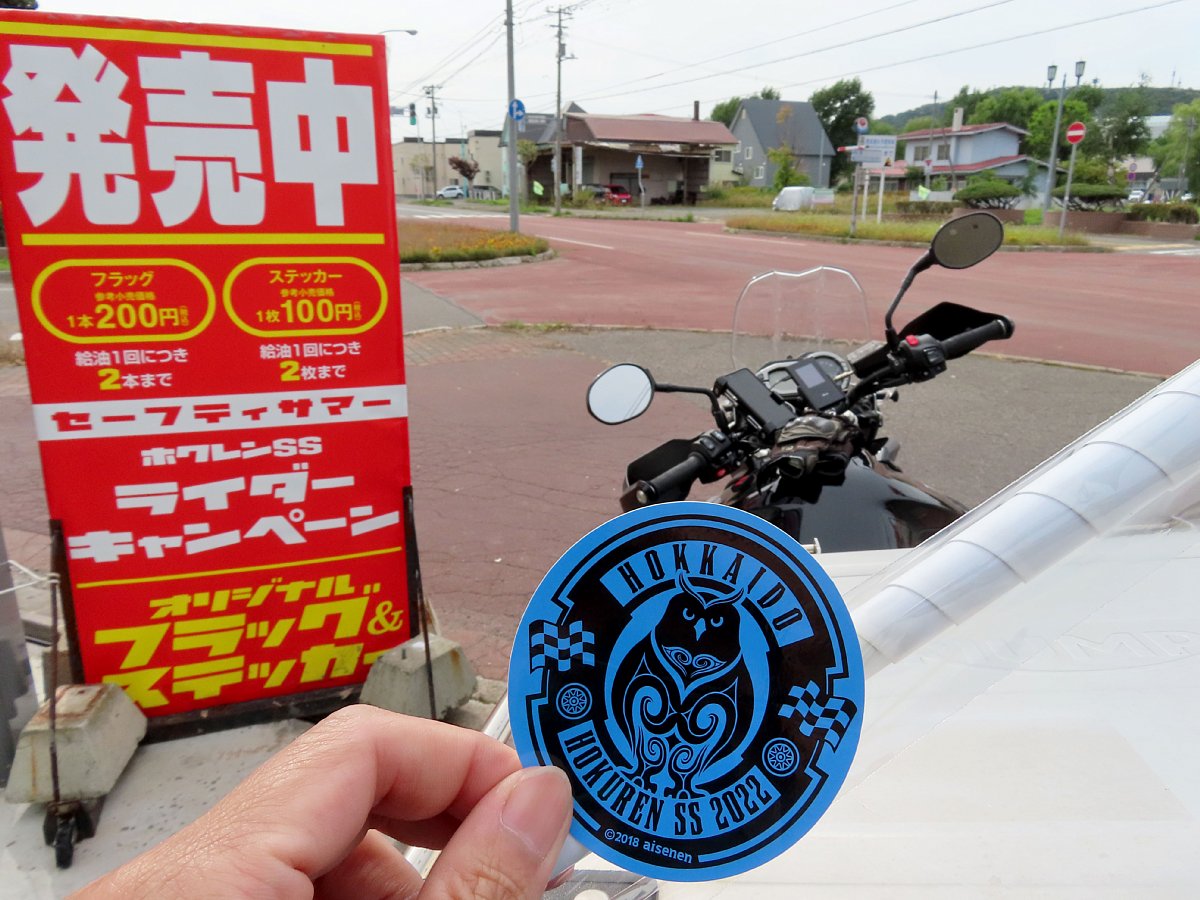 発売中
フラッグ
参考小売価格
1本200円(税込)
給油1回につき
2本まで
ステッカー
参考小売価格
1枚100円(税込)
給油1回につき
2枚まで
セーフティサマー
ホクレンSS
ライダー
キャンペーン
オリジナル
フラッグ&
ステッカー
HOKKAIDO
HOKUREN SS 2022
©2018 aisenen